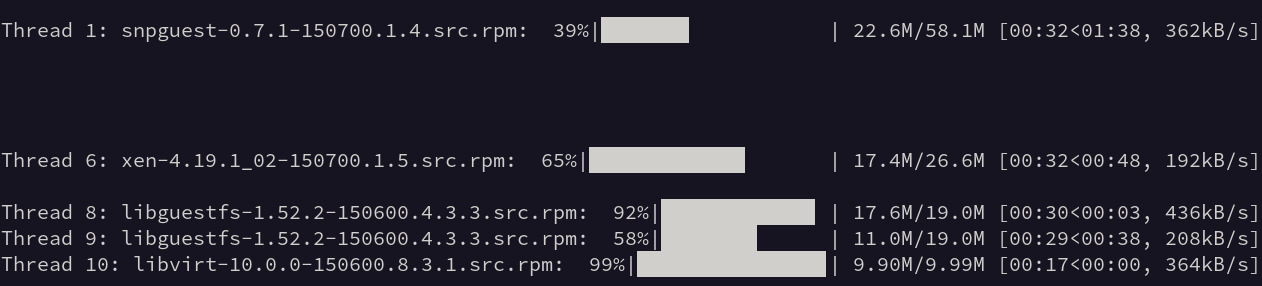 Thread 1: snpguest-0.7.1-150700.1.4.src.rpm:  39%| | 22.6M/58.1M [00:32<01:38, 362kB/s]
Thread 6: xen-4.19.1_02-150700.1.5.src.rpm:  65%| | 17.4M/26.6M [00:32<00:48, 192kB/s]
Thread 8: libguestfs-1.52.2-150600.4.3.3.src.rpm:  92%| | 17.6M/19.0M [00:30<00:03, 436kB/s]
Thread 9: libguestfs-1.52.2-150600.4.3.3.src.rpm:  58%| | 11.0M/19.0M [00:29<00:38, 208kB/s]
Thread 10: libvirt-10.0.0-150600.8.3.1.src.rpm:  99%| | 9.90M/9.99M [00:17<00:00, 364kB/s]